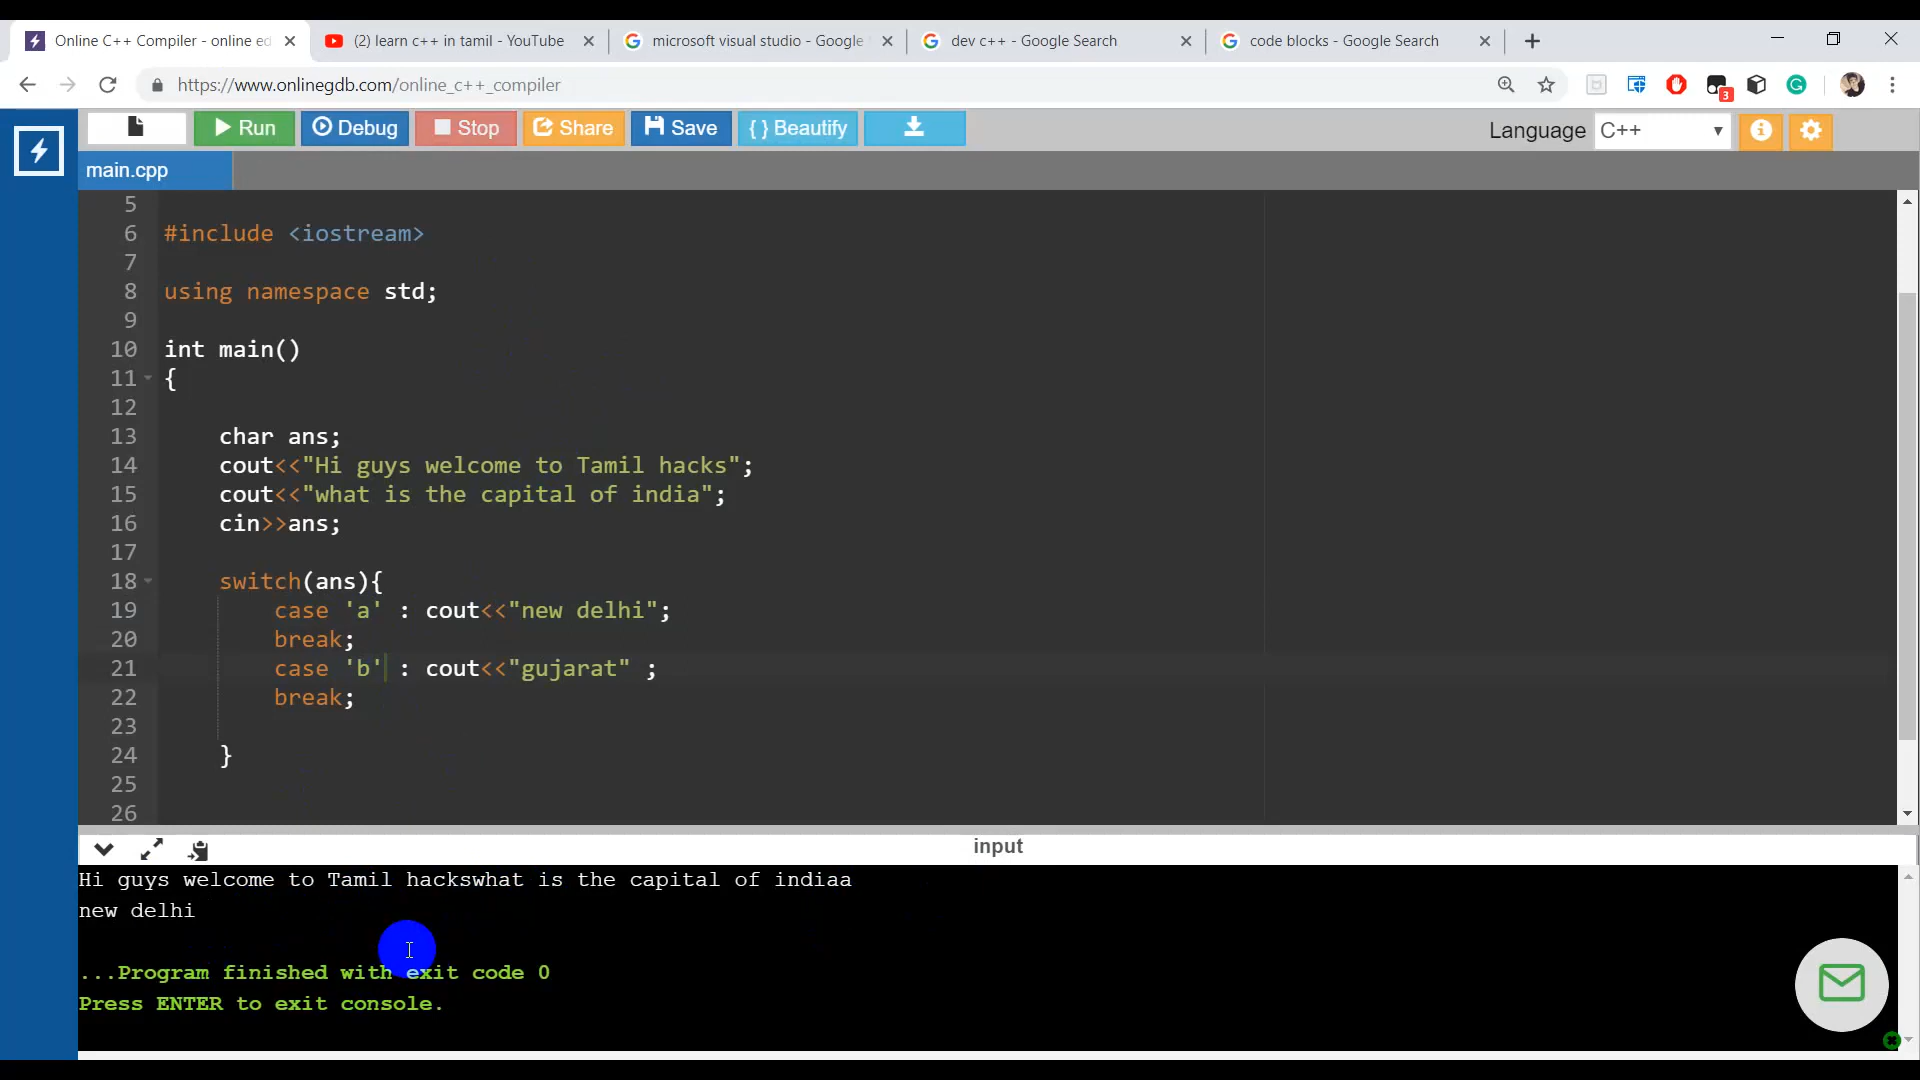 Online C++ Compiler - online ed
(2) learn c++ in tamil - YouTube
microsoft visual studio - Google
dev c++ - Google Search
code blocks - Google Search
https://www.onlinegdb.com/online_c++_compiler
3
Run
Debug
Stop
Share
Save
{ } Beautify
Language
C++
main.cpp
5
6 #include <iostream>
7
8 using namespace std;
9
10 int main()
11 {
12
13 char ans;
14 cout<<"Hi guys welcome to Tamil hacks";
15 cout<<"what is the capital of india";
16 cin>>ans;
17
18 switch(ans){
19 case 'a' : cout<<"new delhi";
20 break;
21 case 'b' : cout<<"gujarat" ;
22 break;
23
24 }
25
26
input
Hi guys welcome to Tamil hackswhat is the capital of indiaa
new delhi
...Program finished with exit code 0
Press ENTER to exit console.